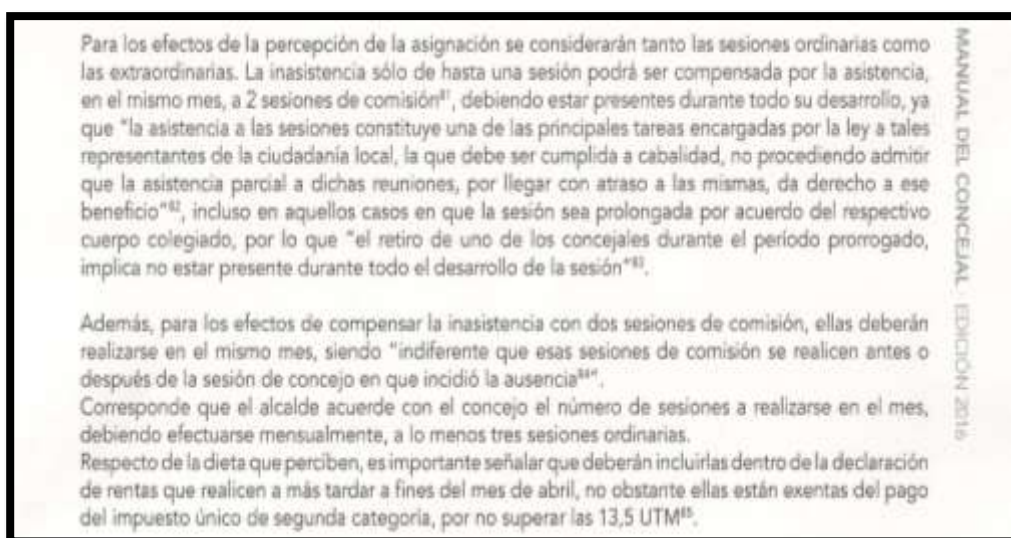 Para los efectos de la percepción de la asignación se considerarán tanto las sesiones ordinarias como
las extraordinarias. La inasistencia sólo de hasta una sesión podrá ser compensada por la asistencia,
en el mismo mes, a 2 sesiones de comisión⁸¹, debiendo estar presentes durante todo su desarrollo, ya
que "la asistencia a las sesiones constituye una de las principales tareas encargadas por la ley a tales
representantes de la ciudadanía local, la que debe ser cumplida a cabalidad, no procediendo admitir
que la asistencia parcial a dichas reuniones, por llegar con atraso a las mismas, da derecho a ese
beneficio"⁸², incluso en aquellos casos en que la sesión sea prolongada por acuerdo del respectivo
cuerpo colegiado, por lo que "el retiro de uno de los concejales durante el período prorrogado,
implica no estar presente durante todo el desarrollo de la sesión"⁸³.
Además, para los efectos de compensar la inasistencia con dos sesiones de comisión, ellas deberán
realizarse en el mismo mes, siendo "indiferente que esas sesiones de comisión se realicen antes o
después de la sesión de concejo en que incidió la ausencia⁸⁴".
Corresponde que el alcalde acuerde con el concejo el número de sesiones a realizarse en el mes,
debiendo efectuarse mensualmente, a lo menos tres sesiones ordinarias.
Respecto de la dieta que perciben, es importante señalar que deberán incluirlas dentro de la declaración
de rentas que realicen a más tardar a fines del mes de abril, no obstante ellas están exentas del pago
del impuesto único de segunda categoría, por no superar las 13,5 UTM⁸⁵.
MANUAL DEL CONCEJAL EDICIÓN 2016